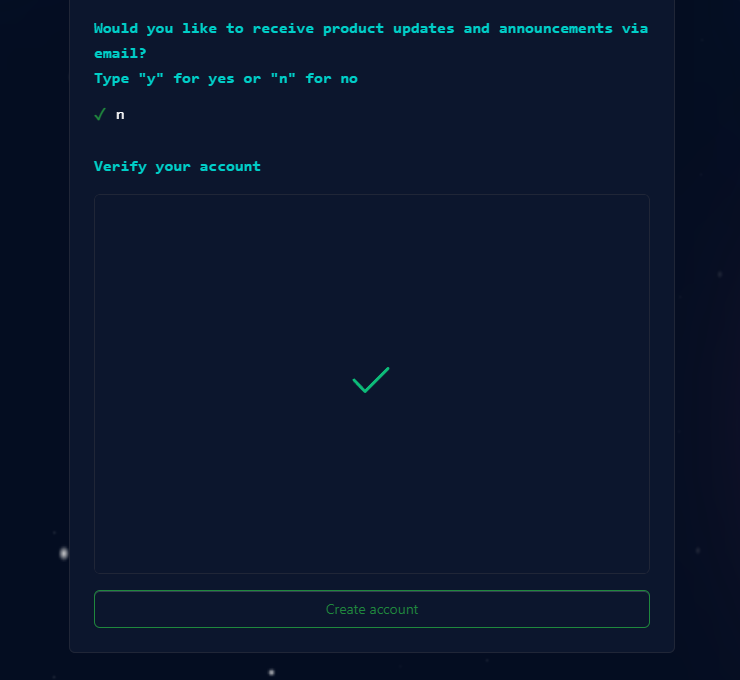 Would you like to receive product updates and announcements via
email?
Type "y" for yes or "n" for no
✓ n
Verify your account
Create account